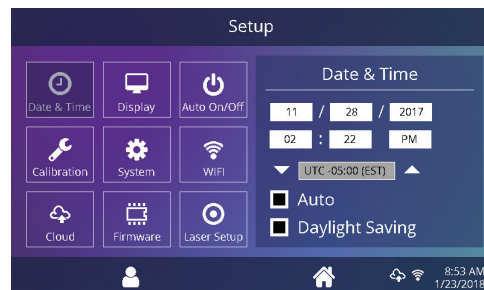 Setup
Date & Time
Display
Auto On/Off
Calibration
System
WIFI
Cloud
Firmware
Laser Setup
Date & Time
11 / 28 / 2017
02 : 22 PM
UTC -05:00 (EST)
Auto
Daylight Saving
8:53 AM
1/23/2018